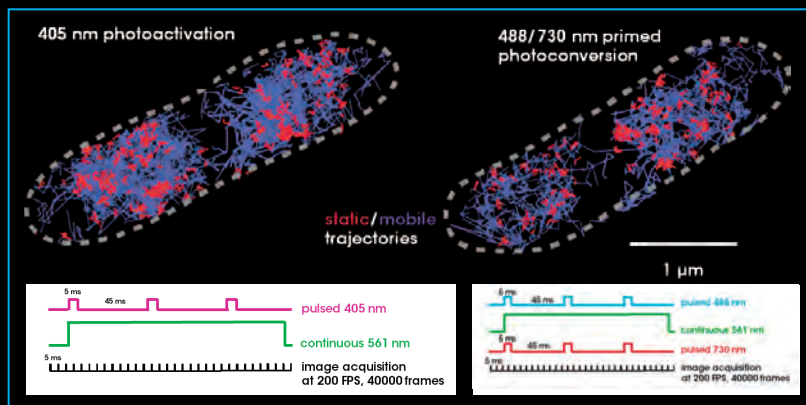 405 nm photoactivation
488/730 nm primed
photoconversion
static/mobile
trajectories
1 µm
5 ms
45 ms
pulsed 405 nm
continuous 561 nm
5 ms
image acquisition
at 200 FPS, 40000 frames
5 ms
45 ms
pulsed 488 nm
continuous 561 nm
5 ms
45 ms
pulsed 730 nm
5 ms
image acquisition
at 200 FPS, 40000 frames